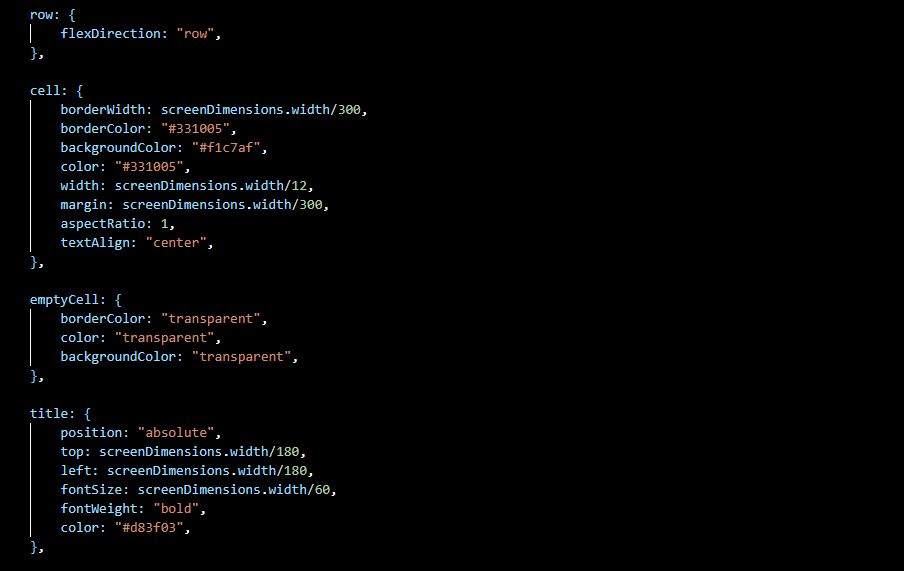 row: {
flexDirection: "row",
},
cell: {
borderWidth: screenDimensions.width/300,
borderColor: "#331005",
backgroundColor: "#f1c7af",
color: "#331005",
width: screenDimensions.width/12,
margin: screenDimensions.width/300,
aspectRatio: 1,
textAlign: "center",
},
emptyCell: {
borderColor: "transparent",
color: "transparent",
backgroundColor: "transparent",
},
title: {
position: "absolute",
top: screenDimensions.width/180,
left: screenDimensions.width/180,
fontSize: screenDimensions.width/60,
fontWeight: "bold",
color: "#d83f03",
},